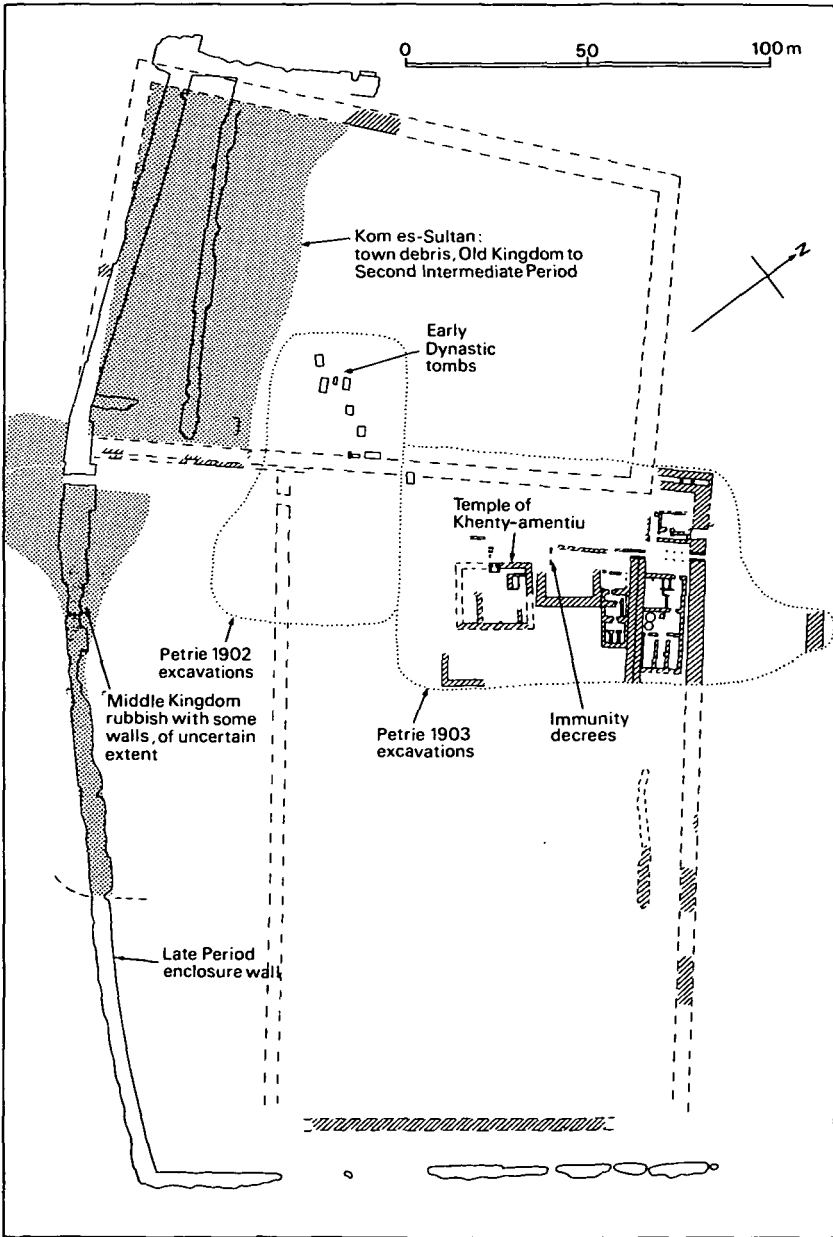 0 50 100 m
Kom es-Sultan:
town debris, Old Kingdom to
Second Intermediate Period
N
Early
Dynastic
tombs
Temple of
Khenty-amentiu
Petrie 1902
excavations
Middle Kingdom
rubbish with some
walls, of uncertain
extent
Petrie 1903
excavations
Immunity
decrees
Late Period
enclosure wall